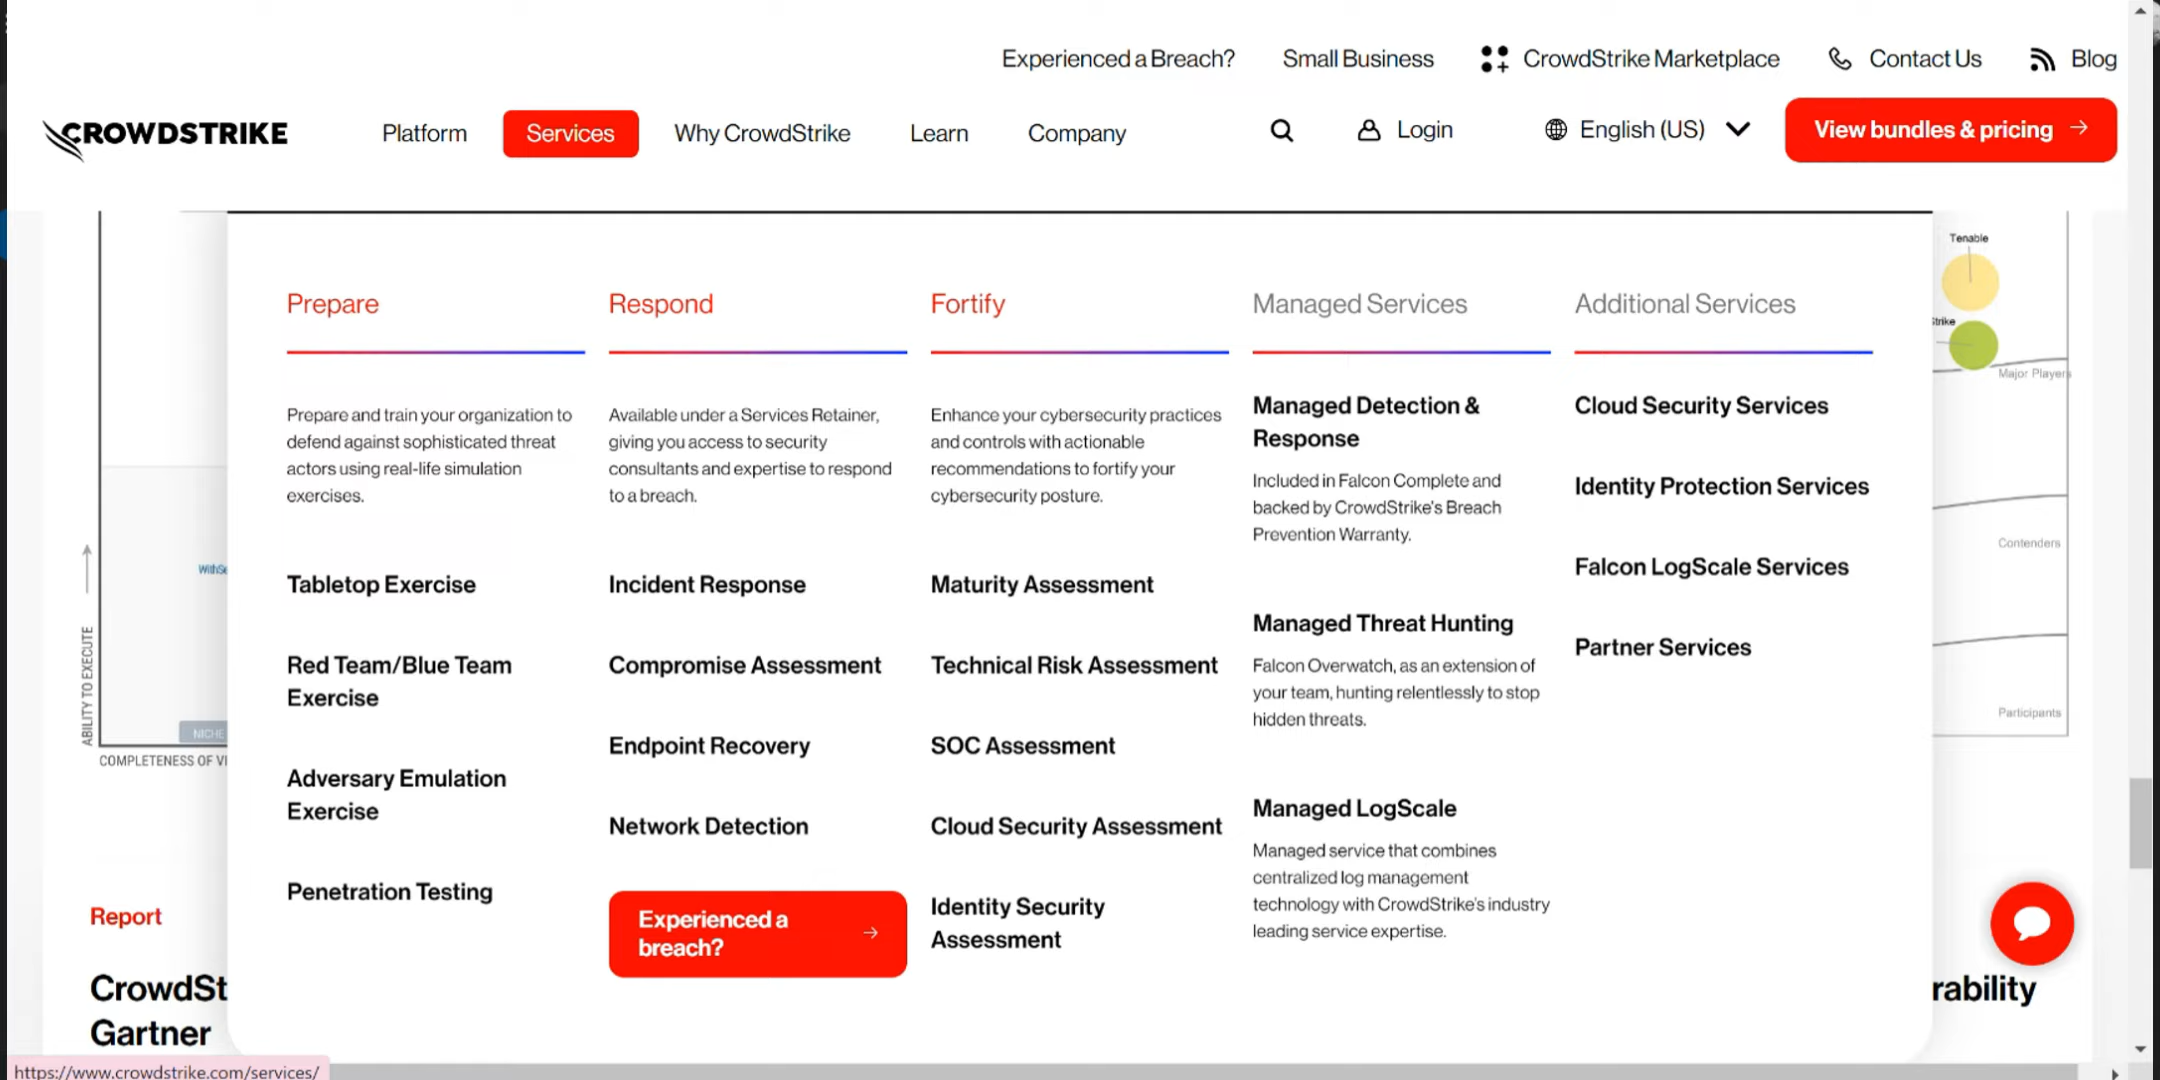 Experienced a Breach?
Small Business
CrowdStrike Marketplace
Contact Us
Blog
CROWDSTRIKE
Platform
Services
Why CrowdStrike
Learn
Company
Login
English (US)
View bundles & pricing
Prepare
Prepare and train your organization to
defend against sophisticated threat
actors using real-life simulation
exercises.
Tabletop Exercise
Red Team/Blue Team
Exercise
Adversary Emulation
Exercise
Penetration Testing
Respond
Available under a Services Retainer,
giving you access to security
consultants and expertise to respond
to a breach.
Incident Response
Compromise Assessment
Endpoint Recovery
Network Detection
Experienced a
breach?
Fortify
Enhance your cybersecurity practices
and controls with actionable
recommendations to fortify your
cybersecurity posture.
Maturity Assessment
Technical Risk Assessment
SOC Assessment
Cloud Security Assessment
Identity Security
Assessment
Managed Services
Managed Detection &
Response
Included in Falcon Complete and
backed by CrowdStrike's Breach
Prevention Warranty.
Managed Threat Hunting
Falcon Overwatch, as an extension of
your team, hunting relentlessly to stop
hidden threats.
Managed LogScale
Managed service that combines
centralized log management
technology with CrowdStrike's industry
leading service expertise.
Additional Services
Cloud Security Services
Identity Protection Services
Falcon LogScale Services
Partner Services
Tenable
Strike
Major Players
Contenders
Participants
WithSe
ABILITY TO EXECUTE
NICHE
COMPLETENESS OF VI
Report
CrowdSt
Gartner
rability
https://www.crowdstrike.com/services/